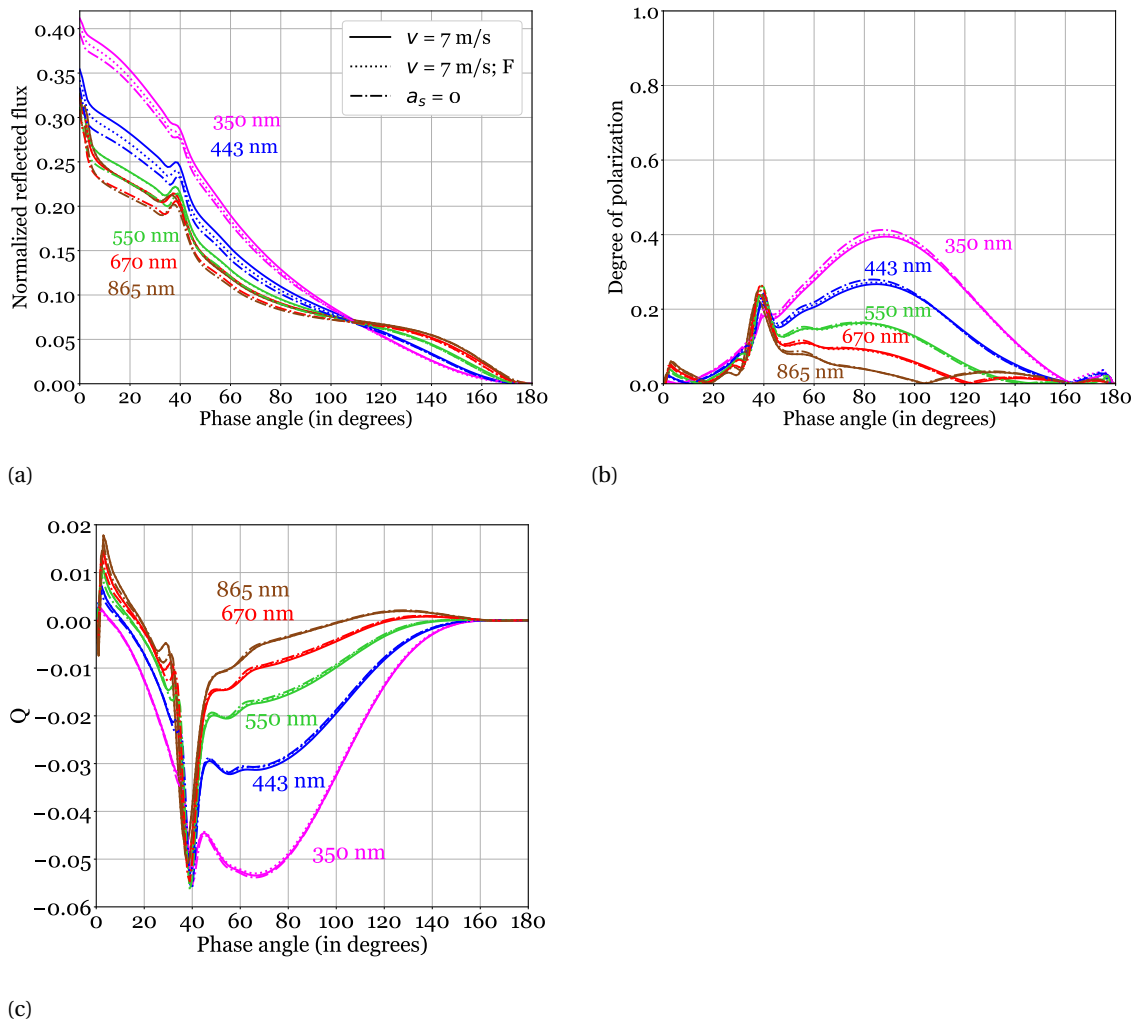 0.40
0.35
0.30
0.25
0.20
0.15
0.10
0.05
0.00
Normalized reflected flux
v = 7 m/s
v = 7 m/s; F
aₛ = 0
350 nm
443 nm
550 nm
670 nm
865 nm
0 20 40 60 80 100 120 140 160 180
Phase angle (in degrees)
(a)
1.0
0.8
0.6
0.4
0.2
0.0
Degree of polarization
350 nm
443 nm
550 nm
670 nm
865 nm
0 20 40 60 80 100 120 140 160 180
Phase angle (in degrees)
(b)
0.02
0.01
0.00
−0.01
−0.02
−0.03
−0.04
−0.05
−0.06
Q
865 nm
670 nm
550 nm
443 nm
350 nm
0 20 40 60 80 100 120 140 160 180
Phase angle (in degrees)
(c)